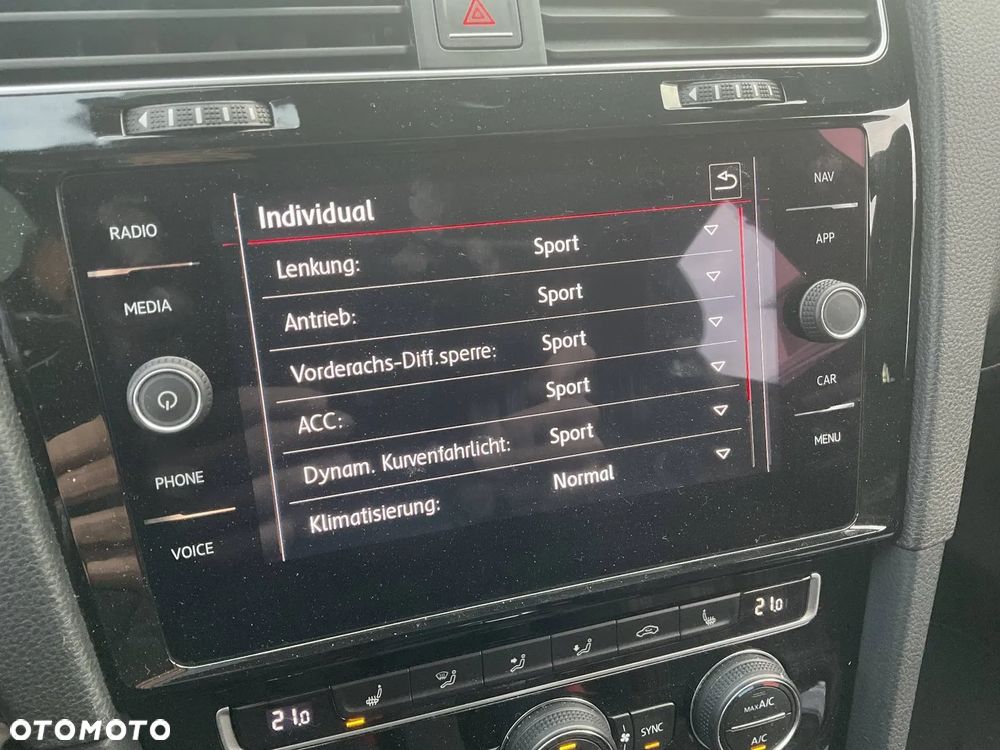 RADIO
MEDIA
PHONE
VOICE
Individual
Lenkung: Sport
Antrieb: Sport
Vorderachs-Diff.sperre: Sport
ACC: Sport
Dynam. Kurvenfahrlicht: Sport
Klimatisierung: Normal
NAV
APP
CAR
MENU
21.0
21.0
SYNC
MAX A/C
A/C
OTOMOTO